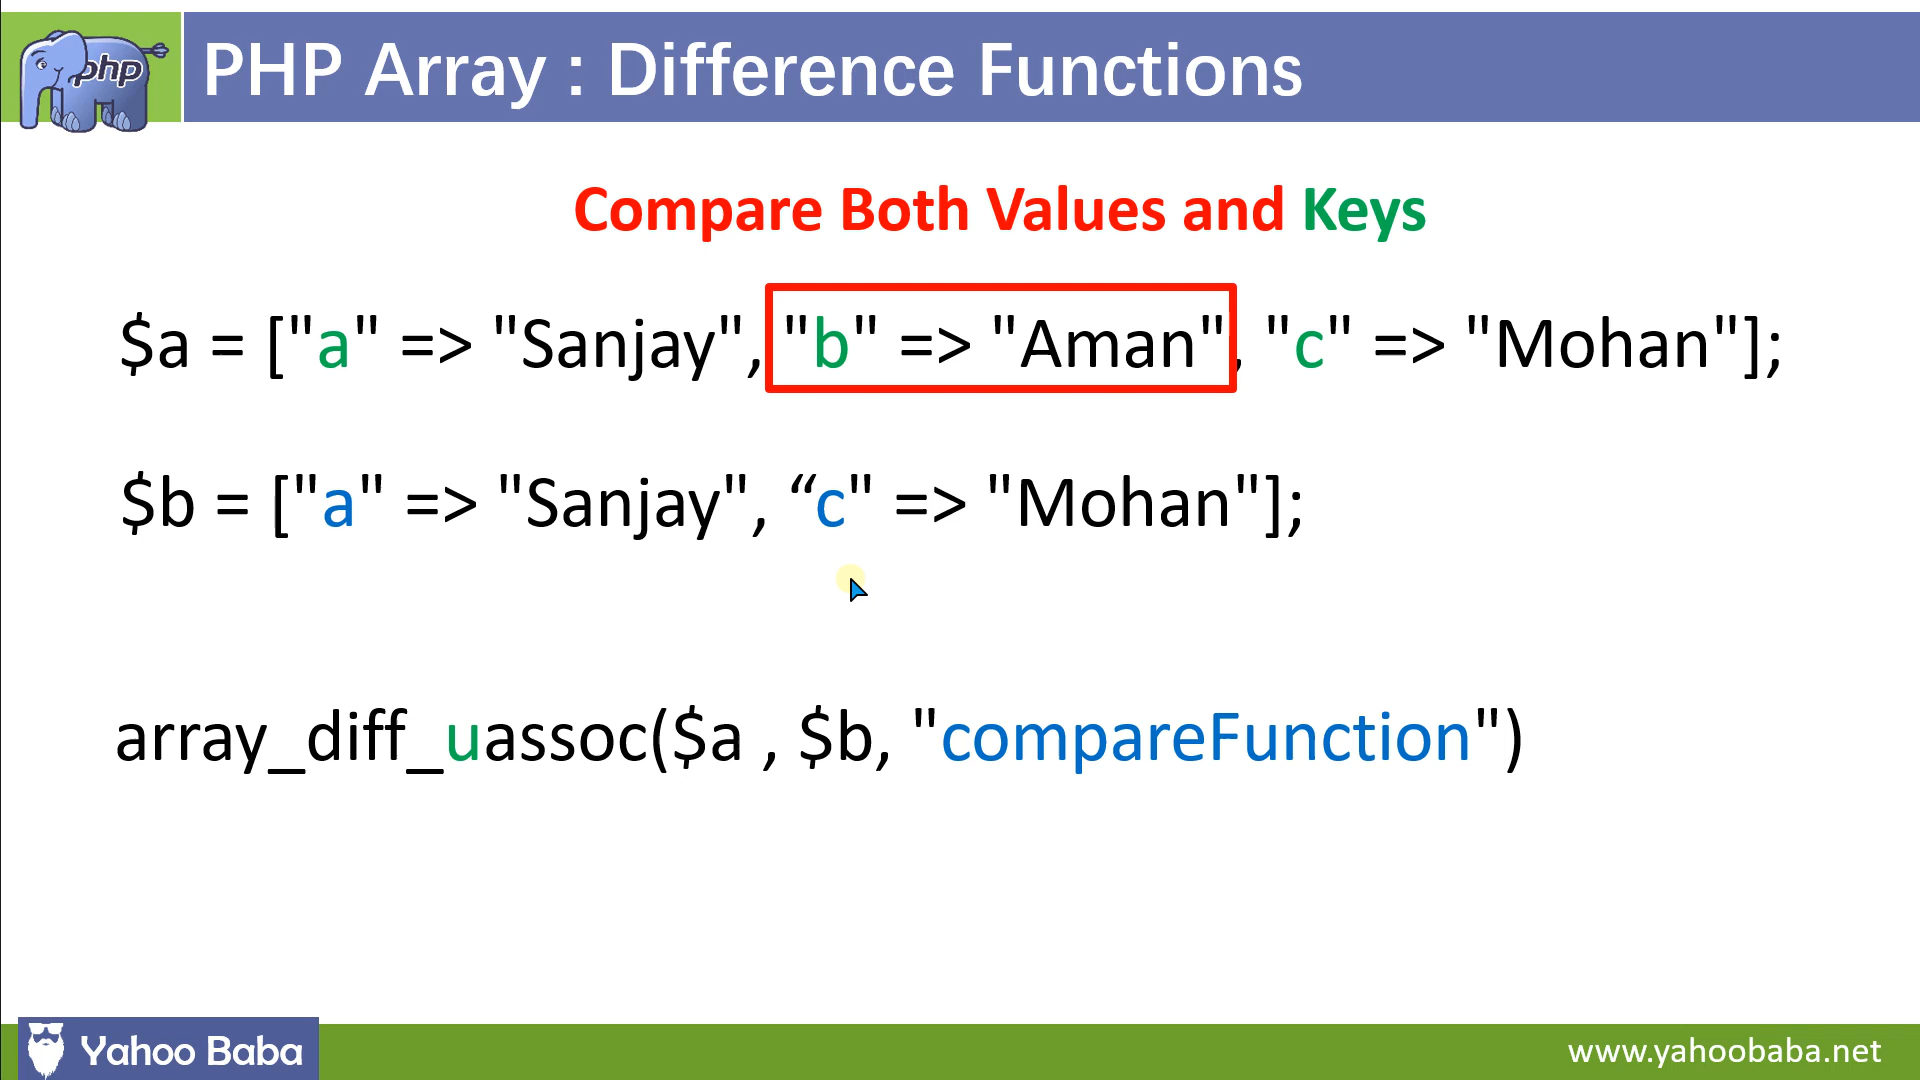 php
PHP Array : Difference Functions
Compare Both Values and Keys
$a = ["a" => "Sanjay", "b" => "Aman", "c" => "Mohan"];
$b = ["a" => "Sanjay", “c" => "Mohan"];
array_diff_uassoc($a , $b, "compareFunction")
Yahoo Baba
www.yahoobaba.net